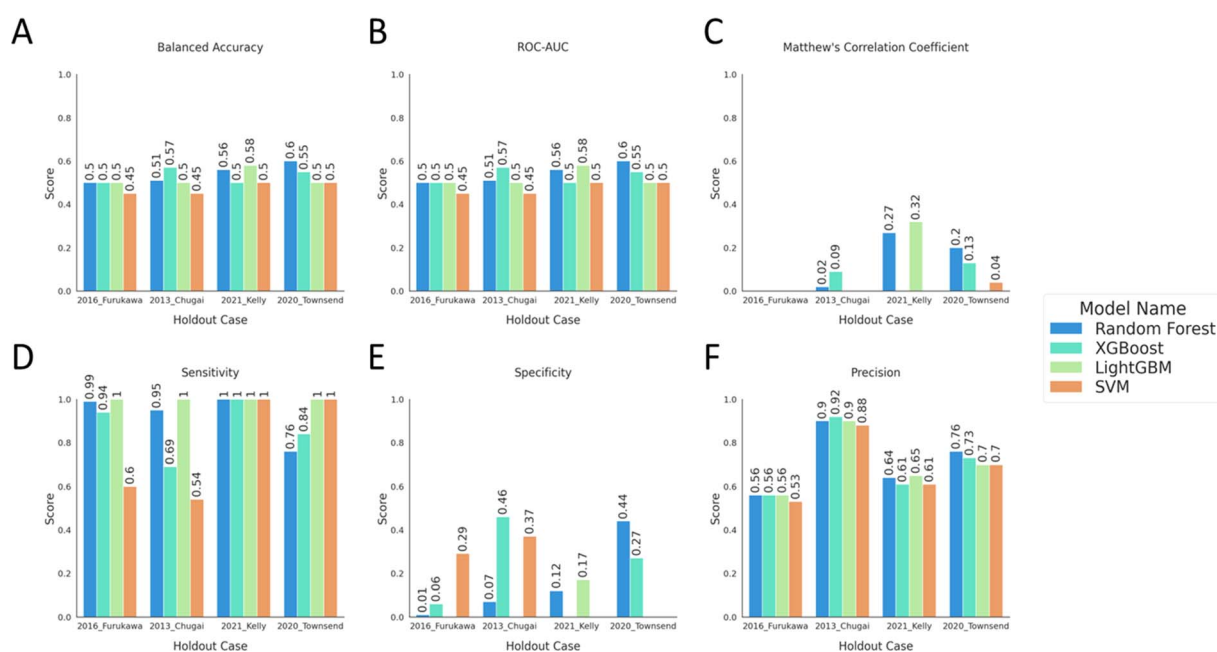 A
Balanced Accuracy
1.0
0.8
0.6
0.4
0.2
0.0
Score
0.5 0.5 0.5 0.45 0.51 0.57 0.5 0.45 0.56 0.5 0.58 0.5 0.6 0.55 0.5 0.5
2016_Furukawa 2013_Chugai 2021_Kelly 2020_Townsend
Holdout Case
B
ROC-AUC
1.0
0.8
0.6
0.4
0.2
0.0
Score
0.5 0.5 0.5 0.45 0.51 0.57 0.5 0.45 0.56 0.5 0.58 0.5 0.6 0.55 0.5 0.5
2016_Furukawa 2013_Chugai 2021_Kelly 2020_Townsend
Holdout Case
C
Matthew's Correlation Coefficient
1.0
0.8
0.6
0.4
0.2
0.0
Score
0.02 0.09 0.27 0.32 0.2 0.13 0.04
2016_Furukawa 2013_Chugai 2021_Kelly 2020_Townsend
Holdout Case
D
Sensitivity
1.0
0.8
0.6
0.4
0.2
0.0
Score
0.99 0.94 1 0.6 0.95 0.69 1 0.54 1 1 1 1 0.76 0.84 1 1
2016_Furukawa 2013_Chugai 2021_Kelly 2020_Townsend
Holdout Case
E
Specificity
1.0
0.8
0.6
0.4
0.2
0.0
Score
0.01 0.06 0.29 0.07 0.46 0.37 0.12 0.17 0.44 0.27
2016_Furukawa 2013_Chugai 2021_Kelly 2020_Townsend
Holdout Case
F
Precision
1.0
0.8
0.6
0.4
0.2
0.0
Score
0.56 0.56 0.56 0.53 0.9 0.92 0.9 0.88 0.64 0.61 0.65 0.61 0.76 0.73 0.7 0.7
2016_Furukawa 2013_Chugai 2021_Kelly 2020_Townsend
Holdout Case
Model Name
Random Forest
XGBoost
LightGBM
SVM